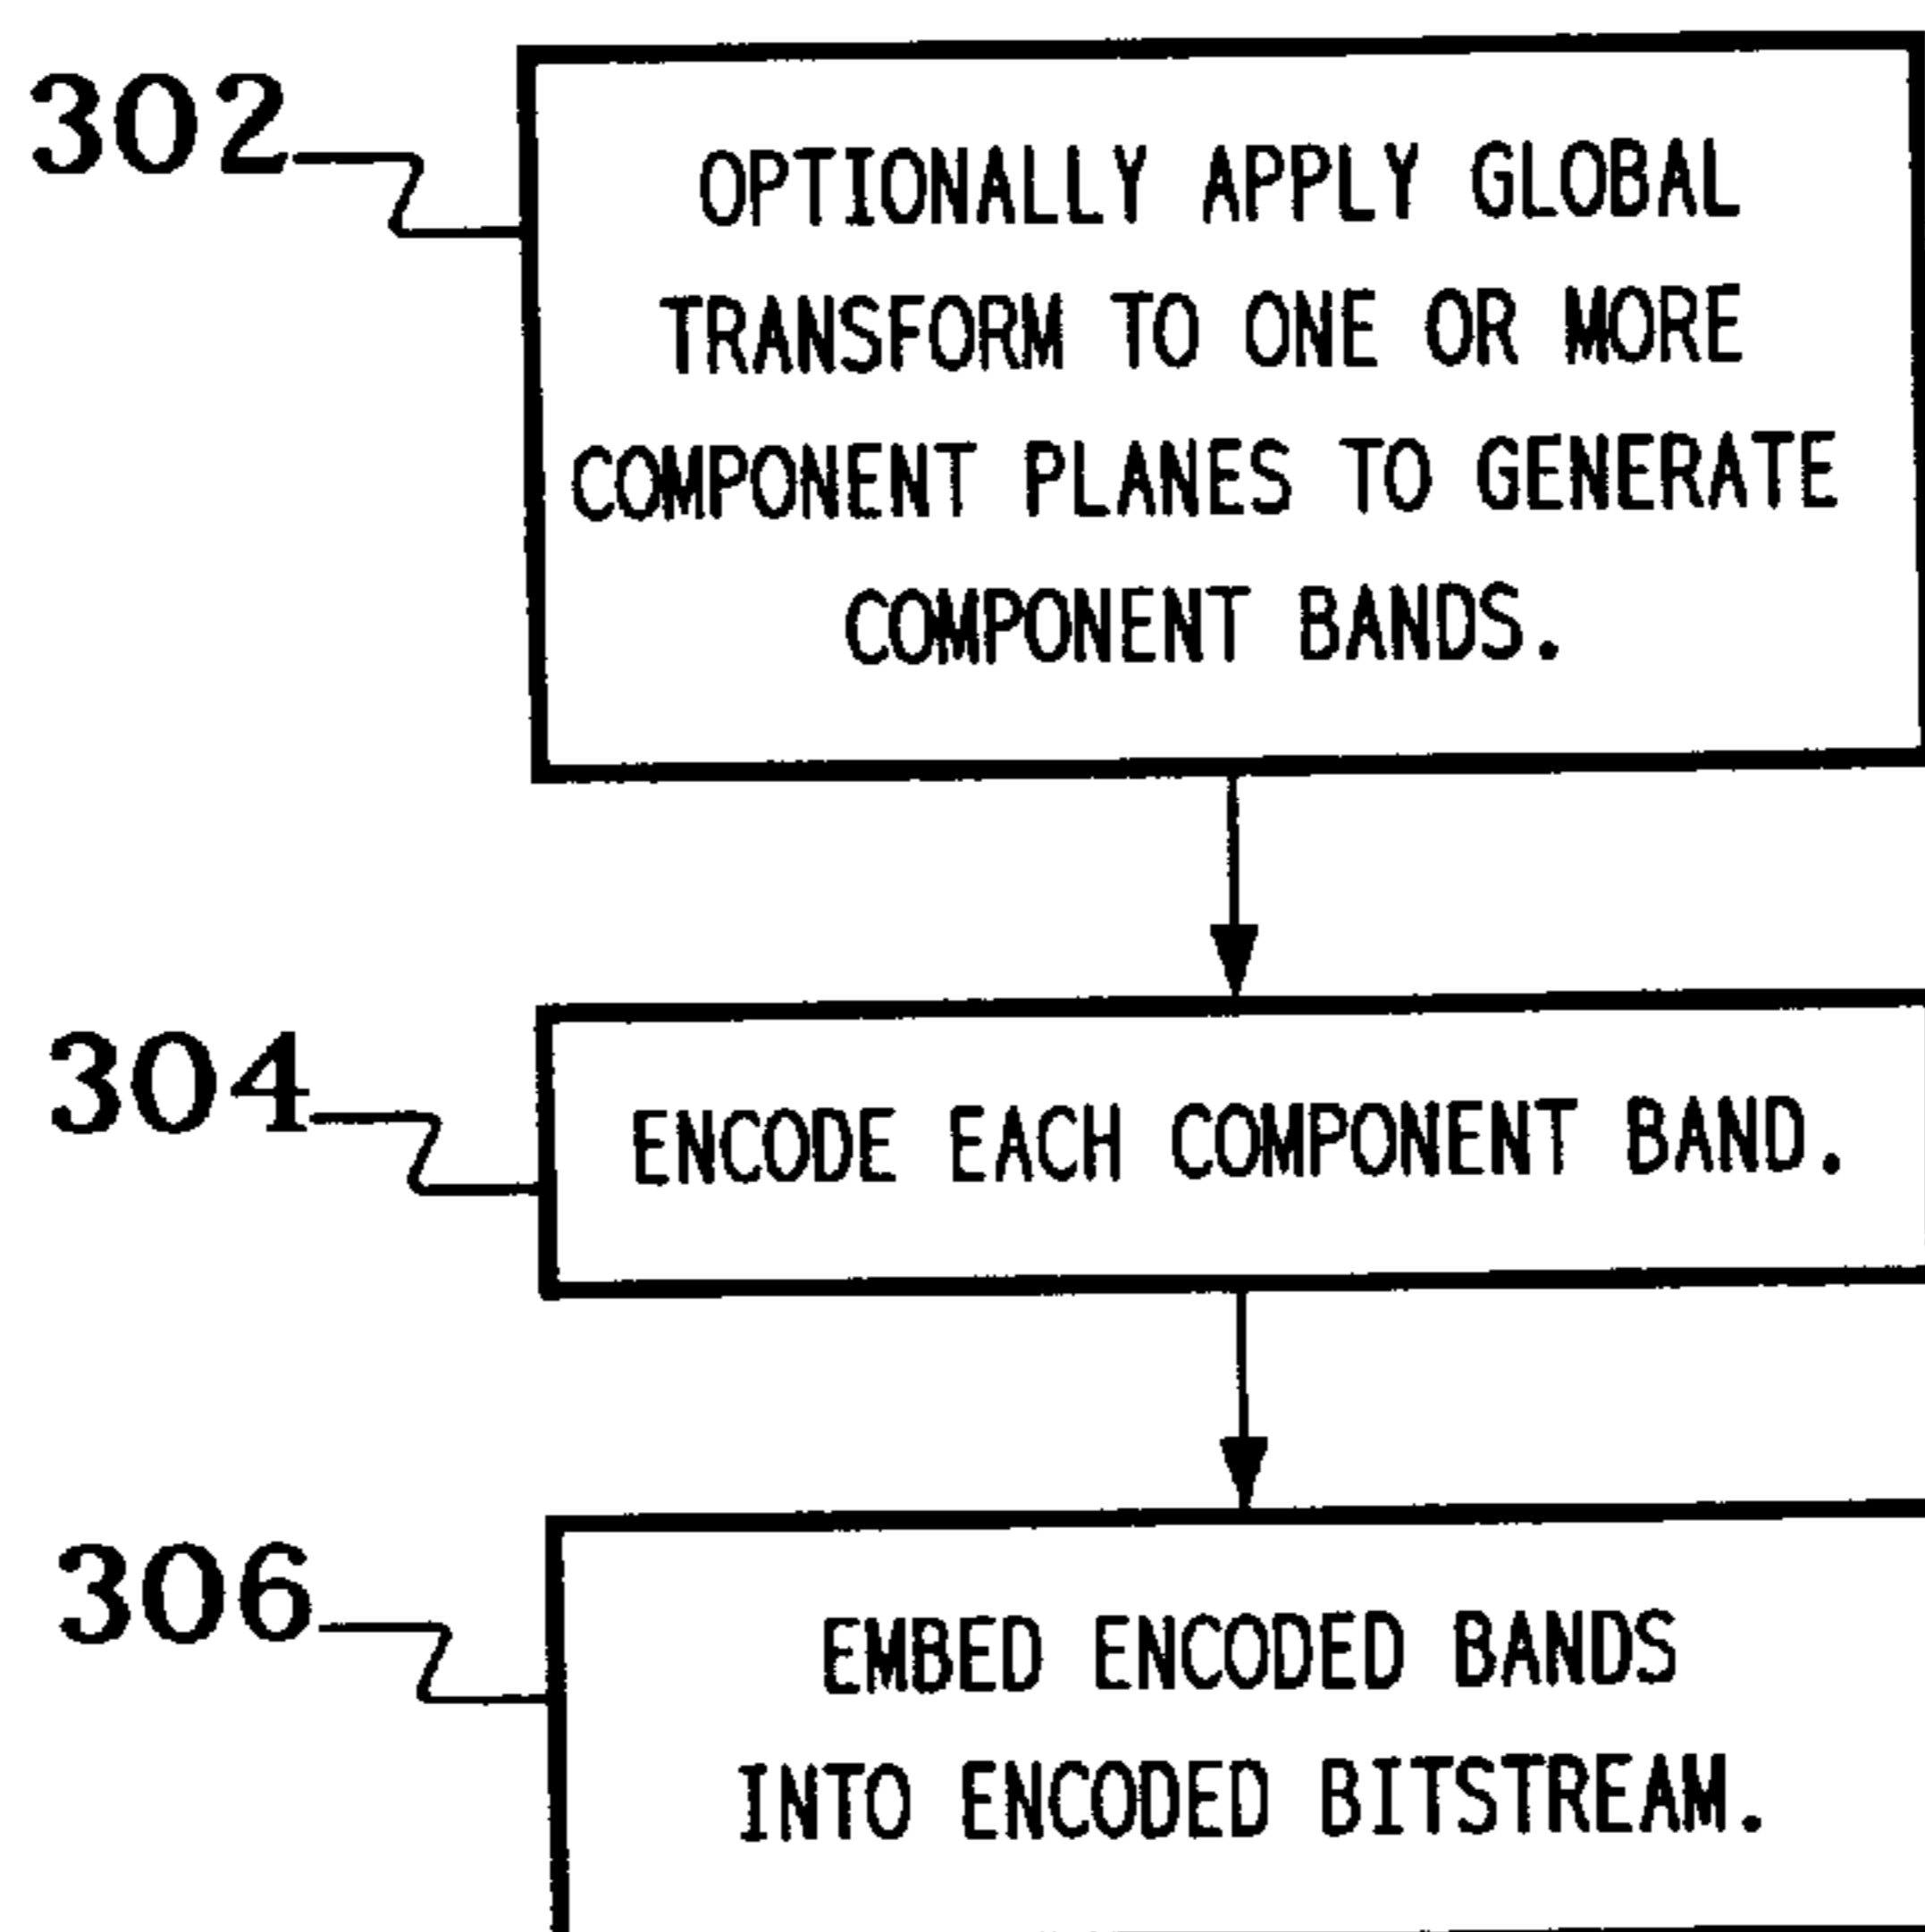 302
OPTIONALLY APPLY GLOBAL
TRANSFORM TO ONE OR MORE
COMPONENT PLANES TO GENERATE
COMPONENT BANDS.
304
ENCODE EACH COMPONENT BAND.
306
EMBED ENCODED BANDS
INTO ENCODED BITSTREAM.